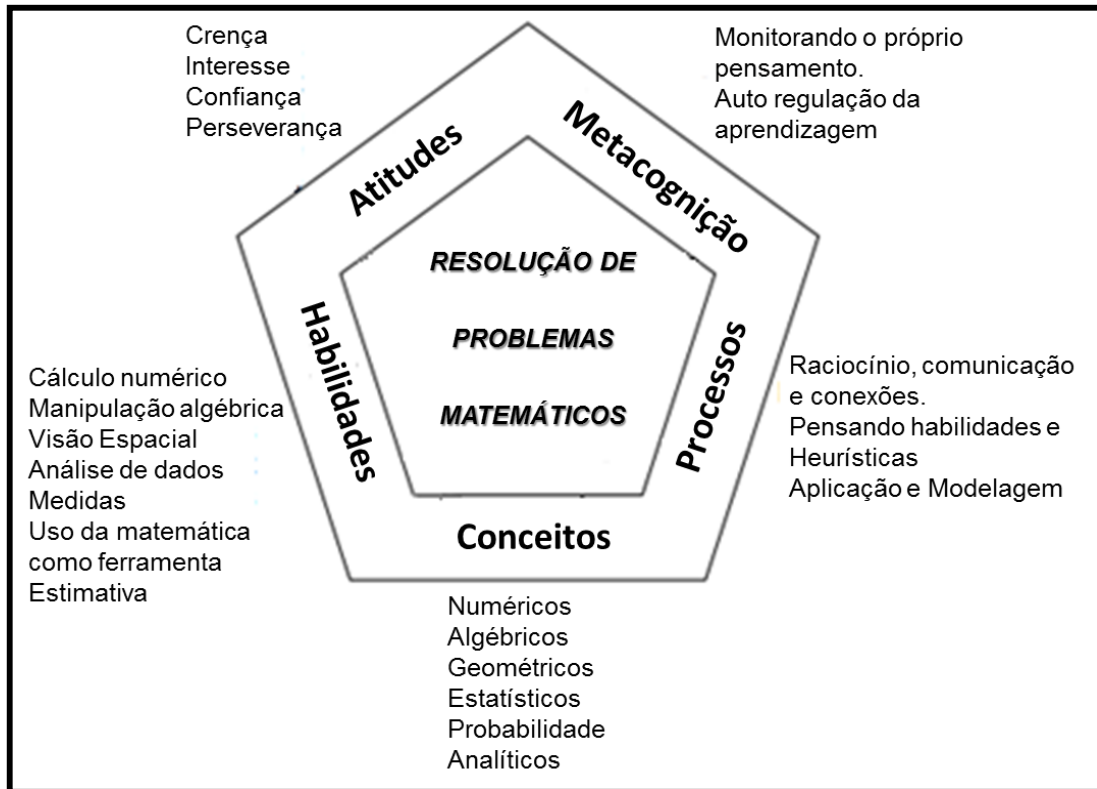 Crença
Interesse
Confiança
Perseverança
Monitorando o próprio
pensamento.
Auto regulação da
aprendizagem
Atitudes
Metacognição
RESOLUÇÃO DE
PROBLEMAS
MATEMÁTICOS
Habilidades
Processos
Conceitos
Cálculo numérico
Manipulação algébrica
Visão Espacial
Análise de dados
Medidas
Uso da matemática
como ferramenta
Estimativa
Raciocínio, comunicação
e conexões.
Pensando habilidades e
Heurísticas
Aplicação e Modelagem
Numéricos
Algébricos
Geométricos
Estatísticos
Probabilidade
Analíticos